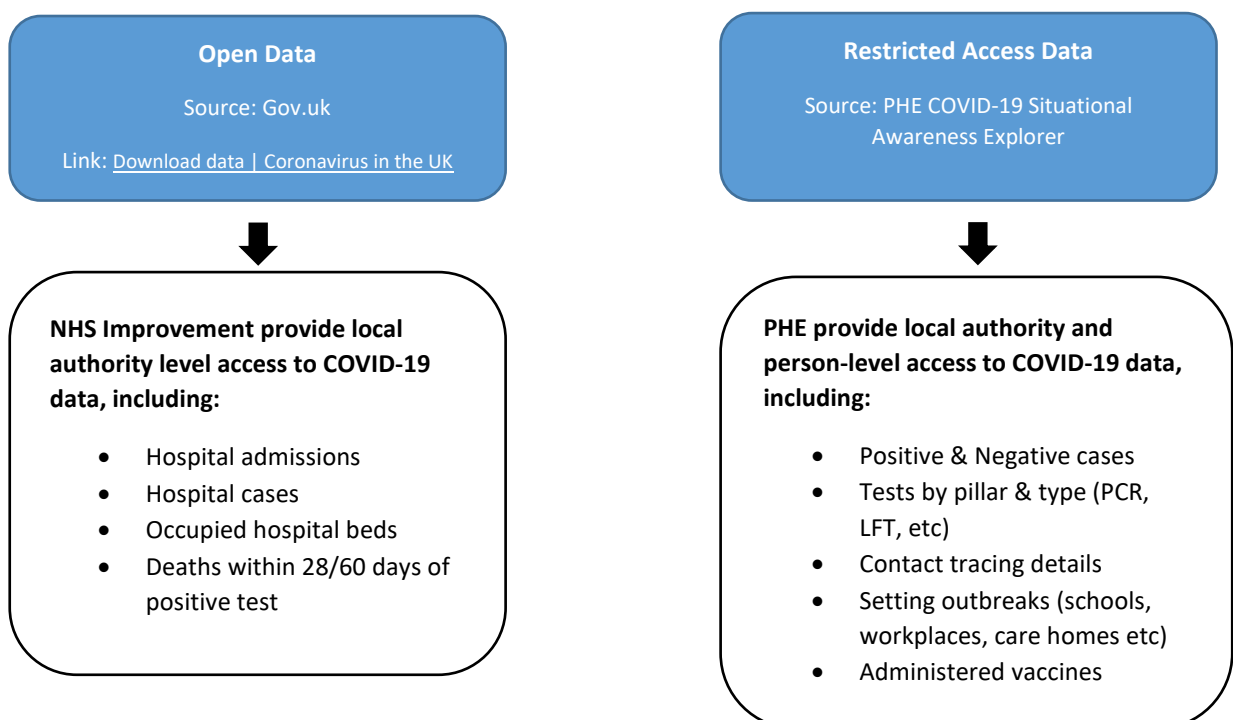 Open Data
Source: Gov.uk
Link: Download data | Coronavirus in the UK
NHS Improvement provide local
authority level access to COVID-19
data, including:
• Hospital admissions
• Hospital cases
• Occupied hospital beds
• Deaths within 28/60 days of
positive test
Restricted Access Data
Source: PHE COVID-19 Situational
Awareness Explorer
PHE provide local authority and
person-level access to COVID-19 data,
including:
• Positive & Negative cases
• Tests by pillar & type (PCR,
LFT, etc)
• Contact tracing details
• Setting outbreaks (schools,
workplaces, care homes etc)
• Administered vaccines